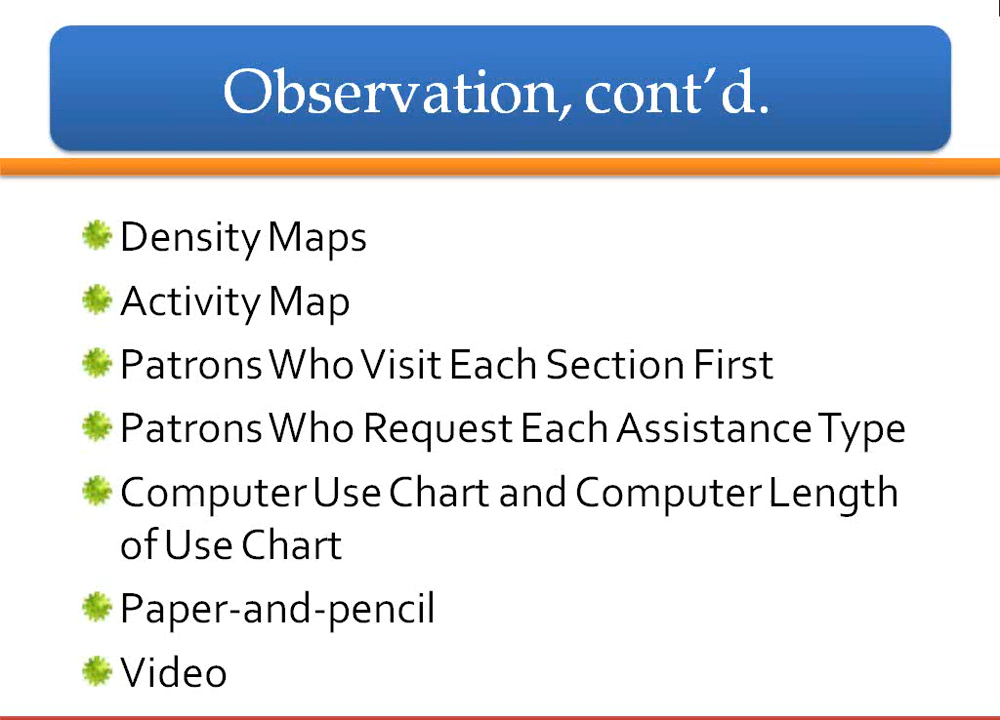 Observation, cont'd.
Density Maps
Activity Map
Patrons Who Visit Each Section First
Patrons Who Request Each Assistance Type
Computer Use Chart and Computer Length
of Use Chart
Paper-and-pencil
Video